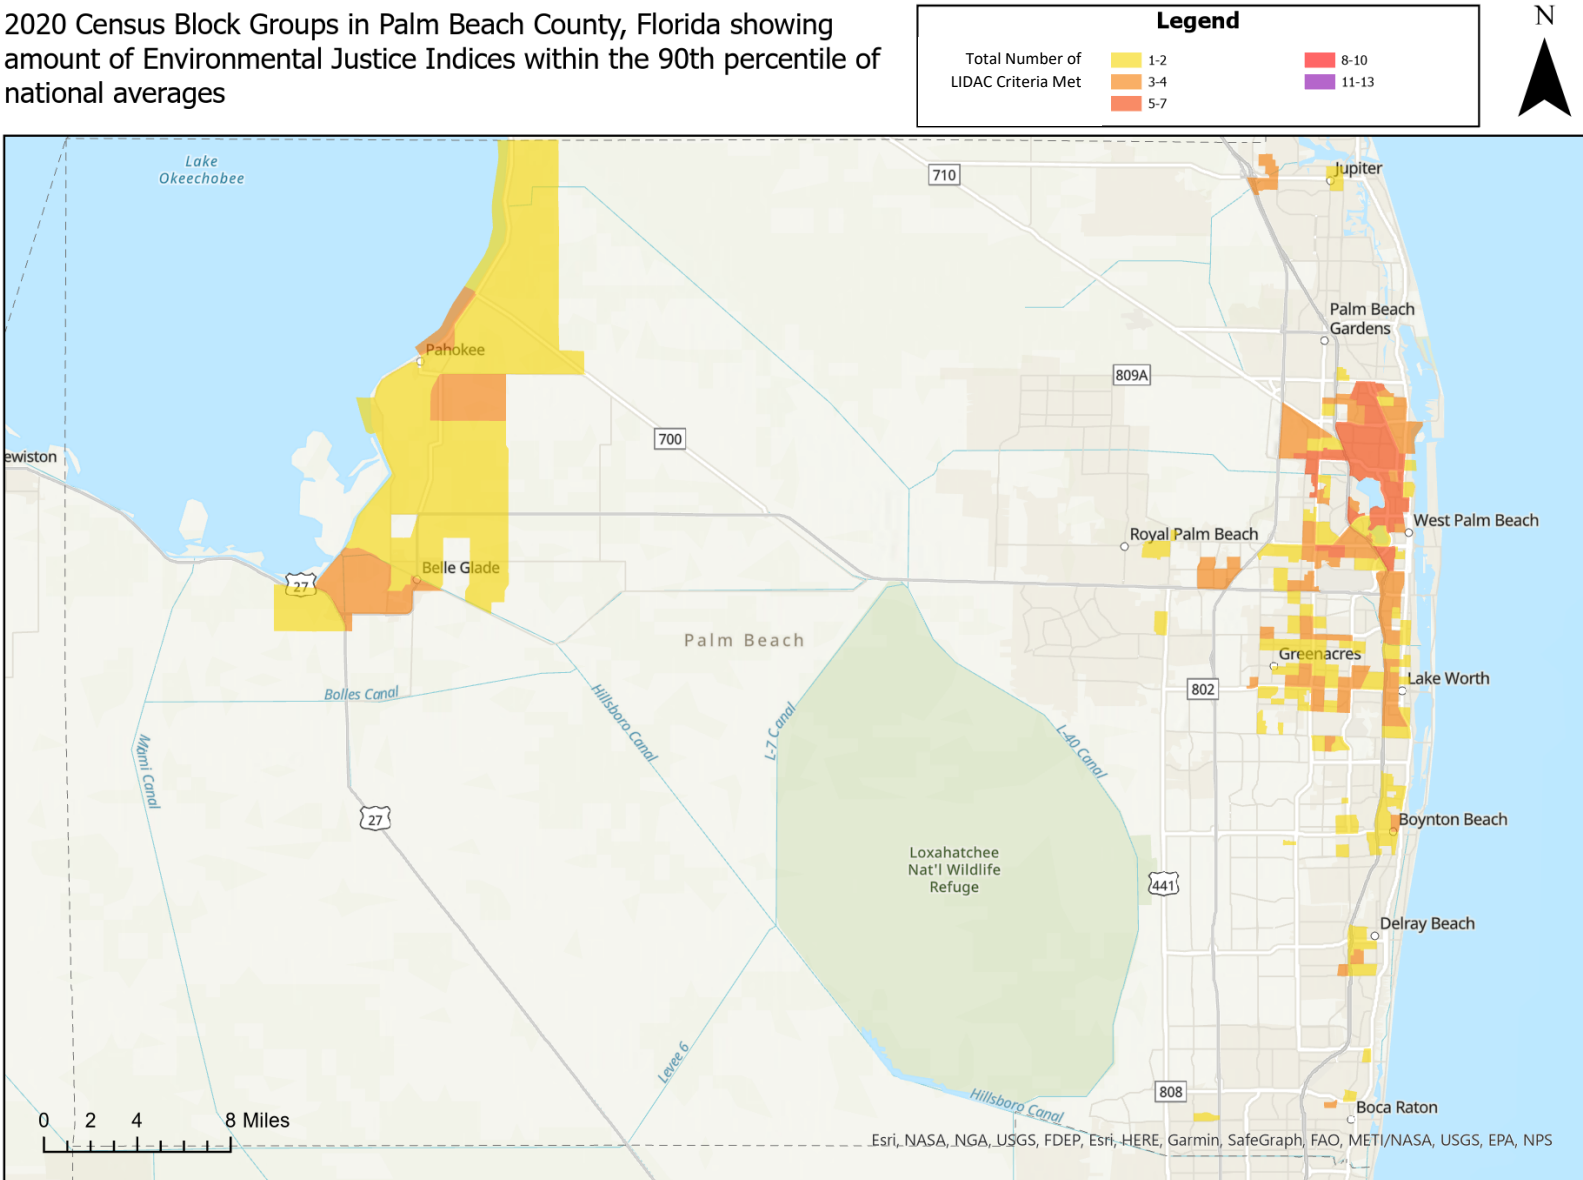 2020 Census Block Groups in Palm Beach County, Florida showing
amount of Environmental Justice Indices within the 90th percentile of
national averages
Legend
Total Number of
LIDAC Criteria Met
1-2
3-4
5-7
8-10
11-13
N
Lake
Okeechobee
710
Jupiter
Palm Beach
Gardens
Pahokee
809A
700
ewiston
West Palm Beach
Royal Palm Beach
Belle Glade
27
Palm Beach
Greenacres
Lake Worth
802
Bolles Canal
Hillsboro Canal
L-7 Canal
L-40 Canal
Miami Canal
27
Boynton Beach
Loxahatchee
Nat'l Wildlife
Refuge
441
Delray Beach
Levee 6
808
Hillsboro Canal
Boca Raton
0 2 4 8 Miles
Esri, NASA, NGA, USGS, FDEP, Esri, HERE, Garmin, SafeGraph, FAO, METI/NASA, USGS, EPA, NPS